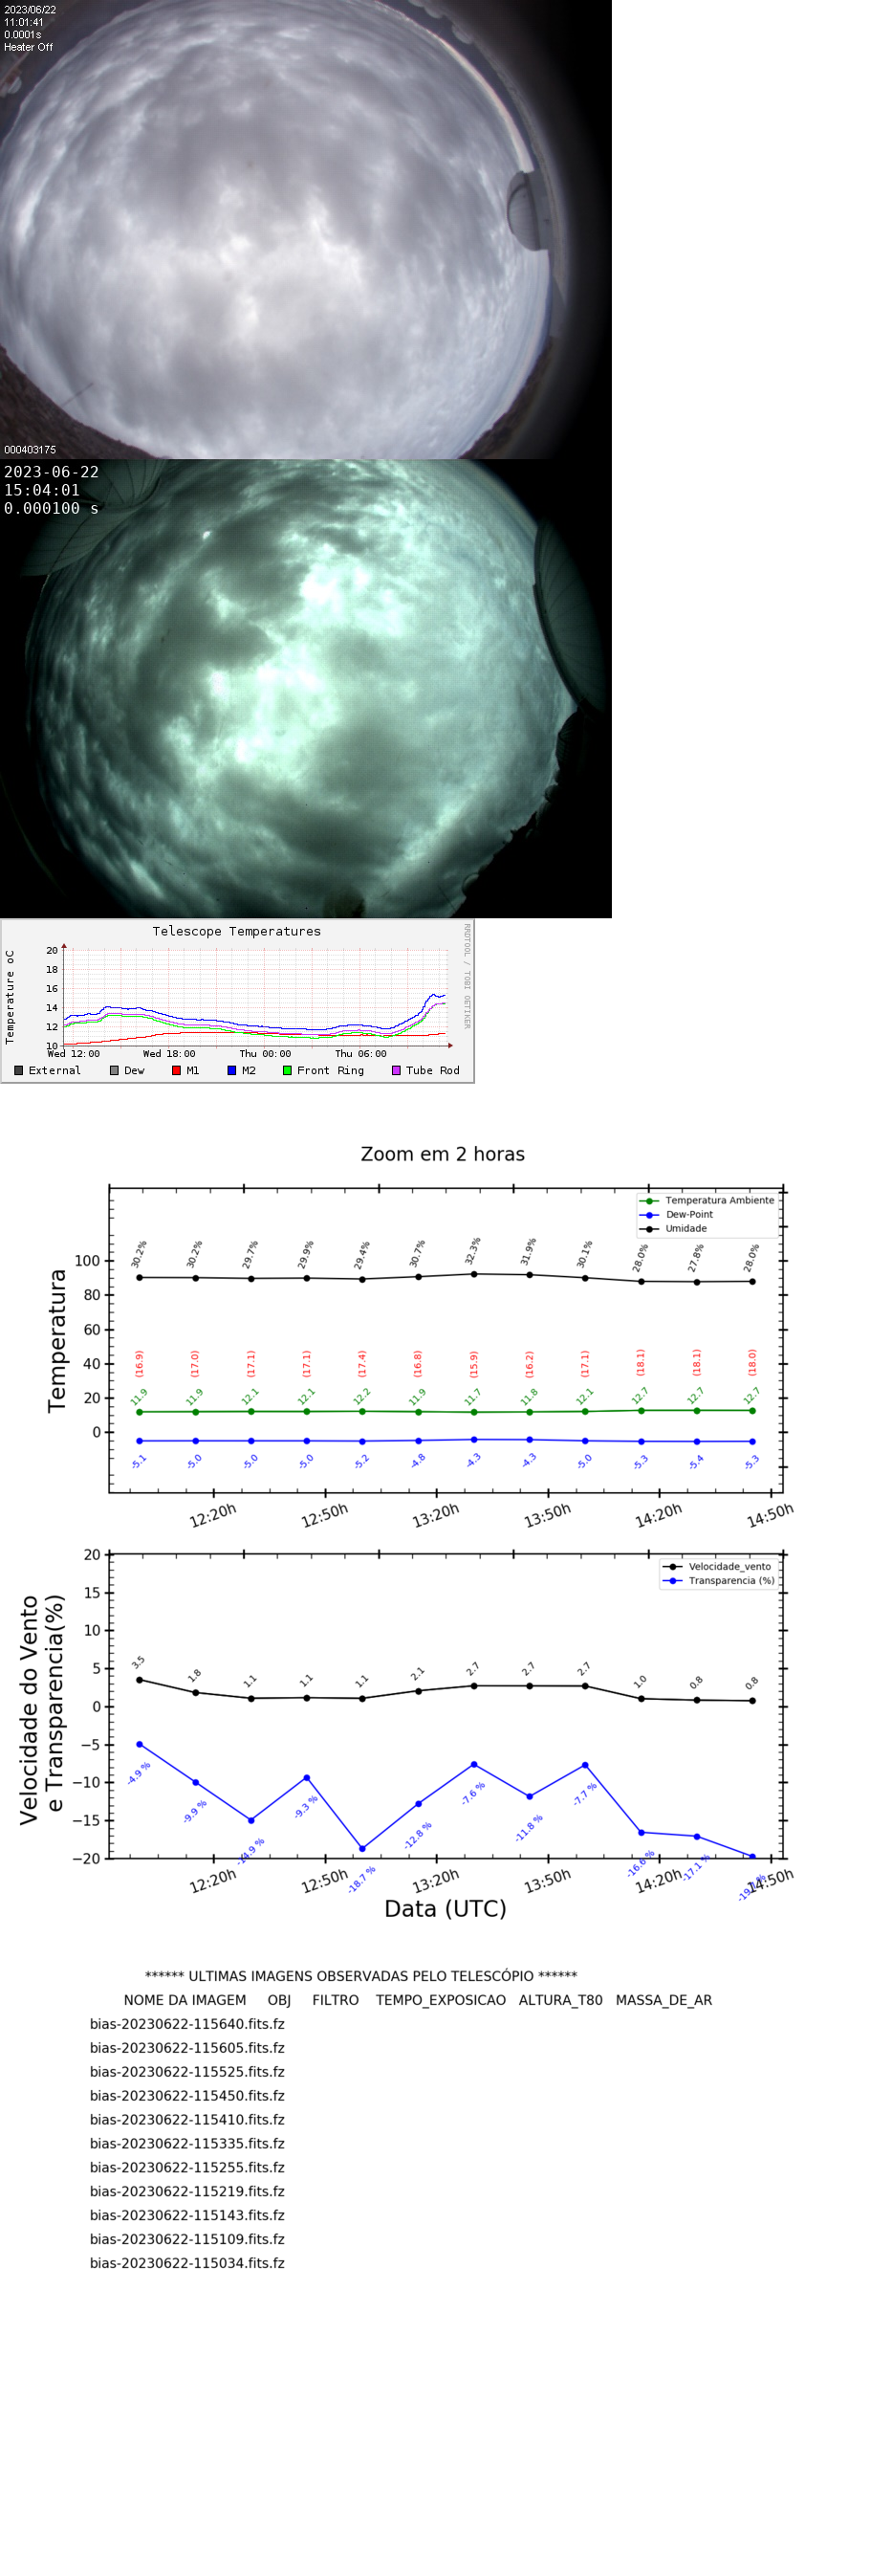 2023/06/22
11:01:41
0.0001s
Heater Off
000403175
2023-06-22
15:04:01
0.000100 s
Telescope Temperatures
RRDTOOL / TOBI OETIKER
Temperature oC
20
18
16
14
12
10
Wed 12:00 Wed 18:00 Thu 00:00 Thu 06:00
External Dew M1 M2 Front Ring Tube Rod
Zoom em 2 horas
Temperatura Ambiente
Dew-Point
Umidade
Temperatura
100
80
60
40
20
0
30.2% 30.2% 29.7% 29.9% 29.4% 30.7% 32.3% 31.9% 30.1% 28.0% 27.8% 28.0%
(16.9) (17.0) (17.1) (17.1) (17.4) (16.8) (15.9) (16.2) (17.1) (18.1) (18.1) (18.0)
11.9 11.9 12.1 12.1 12.2 11.9 11.7 11.8 12.1 12.7 12.7 12.7
-5.1 -5.0 -5.0 -5.0 -5.2 -4.8 -4.3 -4.3 -5.0 -5.3 -5.4 -5.3
12:20h 12:50h 13:20h 13:50h 14:20h 14:50h
Velocidade_vento
Transparencia (%)
Velocidade do Vento
e Transparencia(%)
20
15
10
5
0
−5
−10
−15
−20
3.5 1.8 1.1 1.1 1.1 2.1 2.7 2.7 2.7 1.0 0.8 0.8
-4.9 % -9.9 % -14.9 % -9.3 % -18.7 % -12.8 % -7.6 % -11.8 % -7.7 % -16.6 % -17.1 %
12:20h 12:50h 13:20h 13:50h 14:20h 14:50h
Data (UTC)
****** ULTIMAS IMAGENS OBSERVADAS PELO TELESCÓPIO ******
NOME DA IMAGEM OBJ FILTRO TEMPO_EXPOSICAO ALTURA_T80 MASSA_DE_AR
bias-20230622-115640.fits.fz
bias-20230622-115605.fits.fz
bias-20230622-115525.fits.fz
bias-20230622-115450.fits.fz
bias-20230622-115410.fits.fz
bias-20230622-115335.fits.fz
bias-20230622-115255.fits.fz
bias-20230622-115219.fits.fz
bias-20230622-115143.fits.fz
bias-20230622-115109.fits.fz
bias-20230622-115034.fits.fz